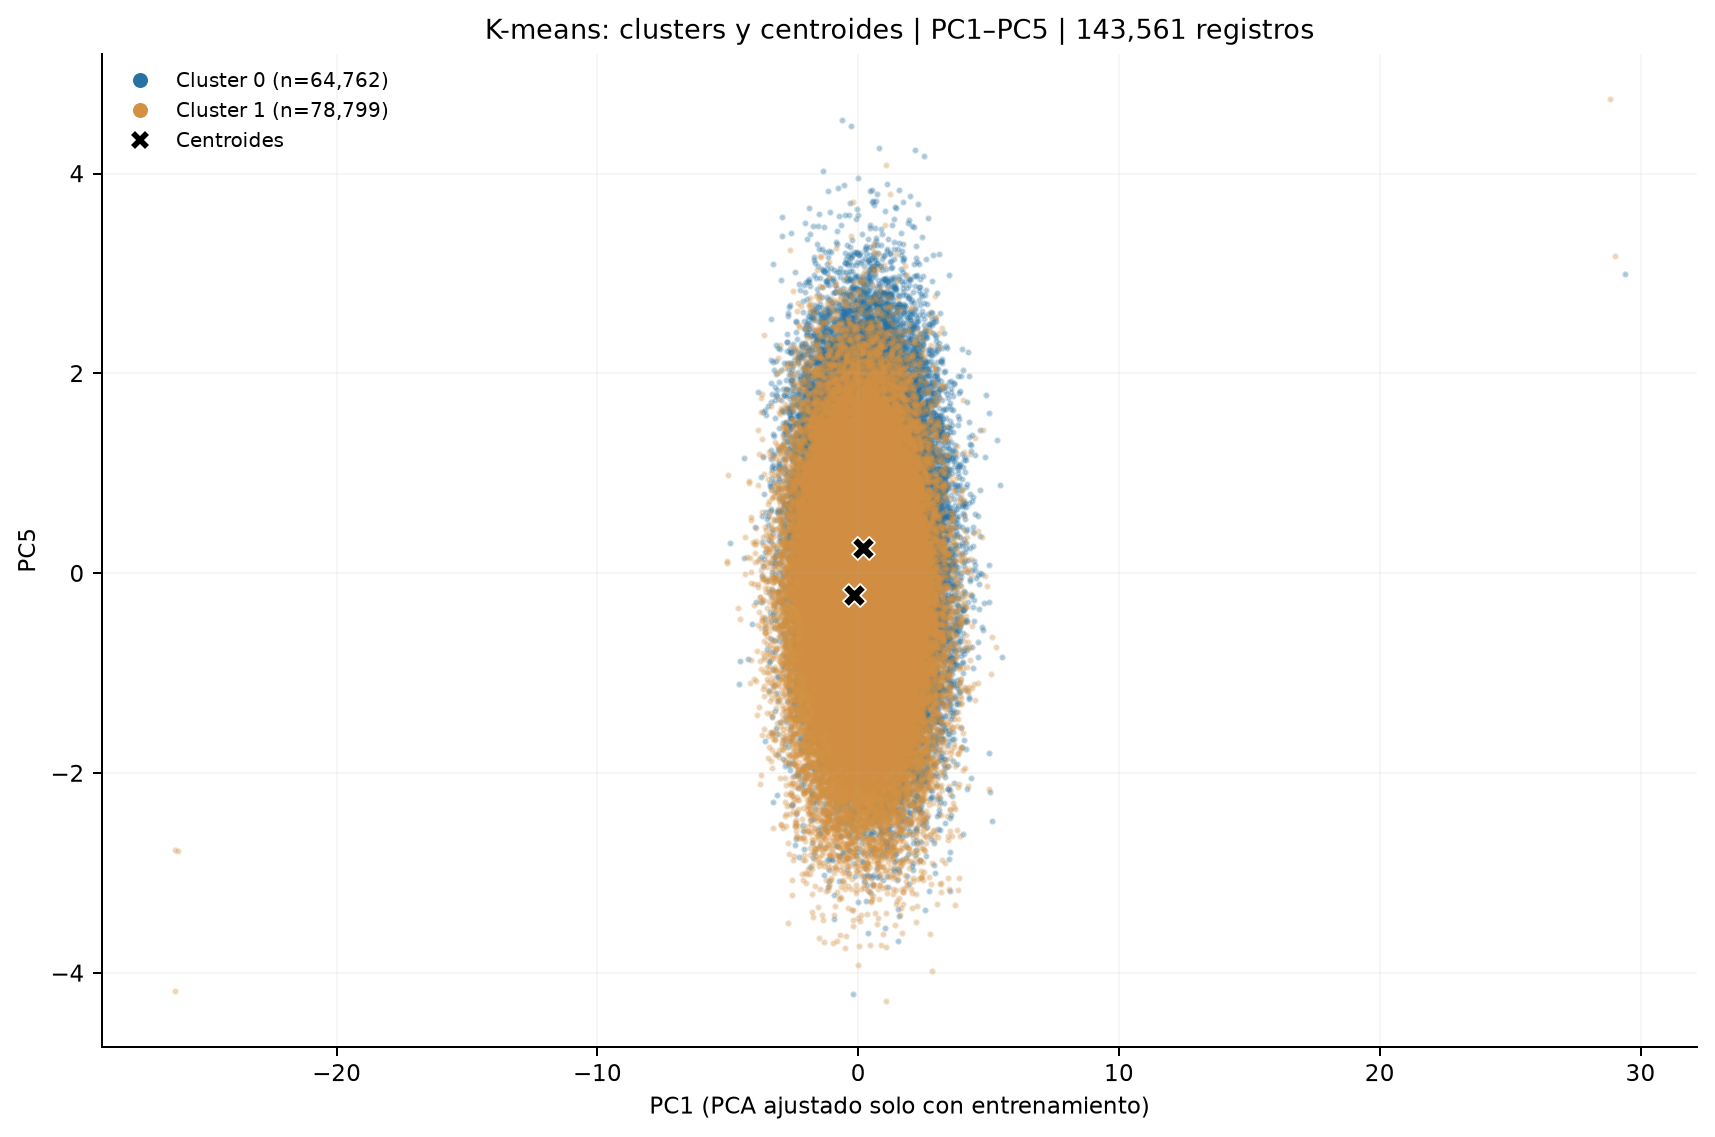 K-means: clusters y centroides | PC1–PC5 | 143,561 registros
Cluster 0 (n=64,762)
Cluster 1 (n=78,799)
Centroides
4
2
0
−2
−4
PC5
−20
−10
0
10
20
30
PC1 (PCA ajustado solo con entrenamiento)